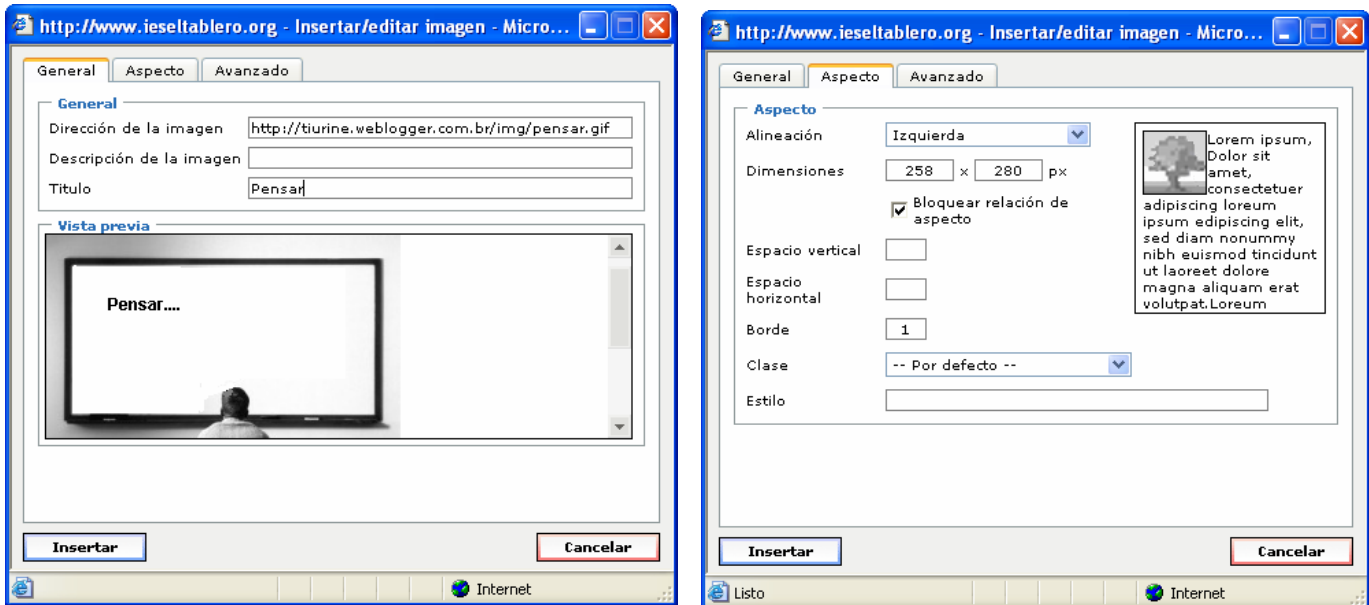 http://www.ieseltablero.org - Insertar/editar imagen - Micro...
General Aspecto Avanzado
General
Dirección de la imagen http://tiurine.weblogger.com.br/img/pensar.gif
Descripción de la imagen
Titulo Pensar
Vista previa
Pensar....
Insertar Cancelar
Internet
http://www.ieseltablero.org - Insertar/editar imagen - Micro...
General Aspecto Avanzado
Aspecto
Alineación Izquierda
Dimensiones 258 x 280 px
Bloquear relación de
aspecto
Espacio vertical
Espacio
horizontal
Borde 1
Clase -- Por defecto --
Estilo
Lorem ipsum,
Dolor sit
amet,
consectetuer
adipiscing loreum
ipsum edipiscing elit,
sed diam nonummy
nibh euismod tincidunt
ut laoreet dolore
magna aliquam erat
volutpat.Loreum
Insertar Cancelar
Listo Internet